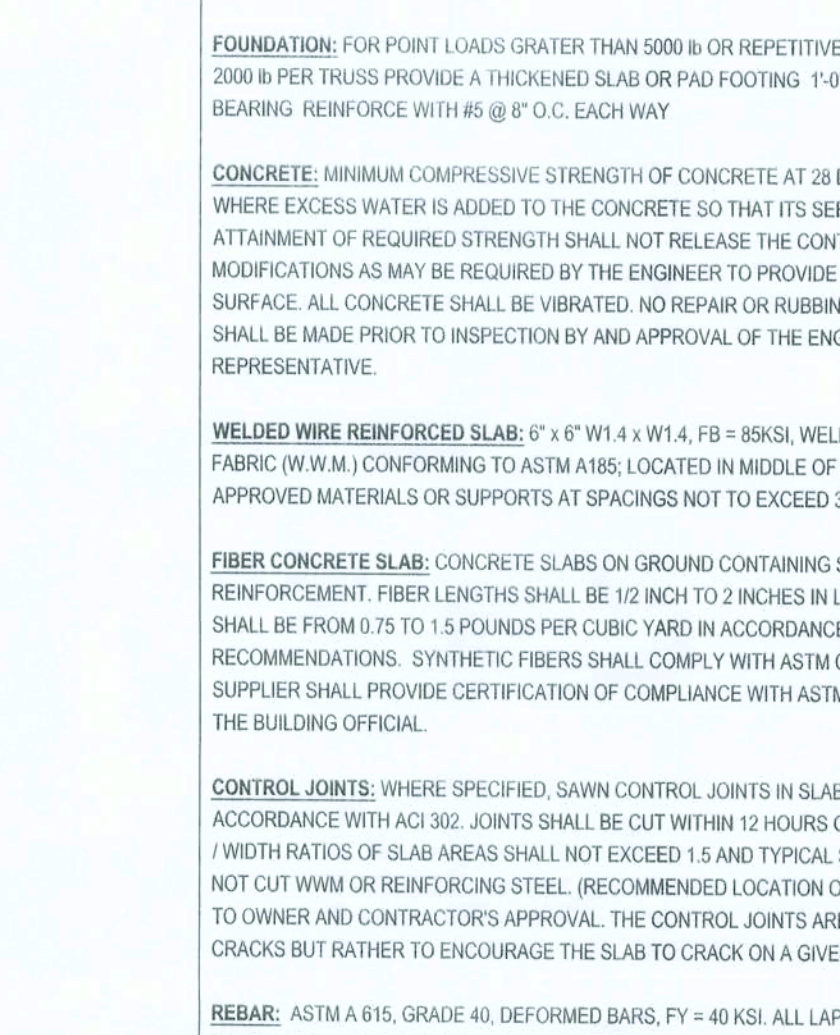 FOUNDATION: FOR POINT LOADS GRATER THAN 5000 lb OR REPETITIVE
2000 lb PER TRUSS PROVIDE A THICKENED SLAB OR PAD FOOTING 1'-0
BEARING REINFORCE WITH #5 @ 8" O.C. EACH WAY
CONCRETE: MINIMUM COMPRESSIVE STRENGTH OF CONCRETE AT 28
WHERE EXCESS WATER IS ADDED TO THE CONCRETE SO THAT ITS
ATTAINMENT OF REQUIRED STRENGTH SHALL NOT RELEASE THE
MODIFICATIONS AS MAY BE REQUIRED BY THE ENGINEER TO PROVIDE
SURFACE. ALL CONCRETE SHALL BE VIBRATED. NO REPAIR OR
SHALL BE MADE PRIOR TO INSPECTION BY AND APPROVAL OF THE
REPRESENTATIVE.
WELDED WIRE REINFORCED SLAB: 6" x 6" W1.4 x W1.4, FB = 85KSI,
FABRIC (W.W.M.) CONFORMING TO ASTM A185; LOCATED IN MIDDLE OF
APPROVED MATERIALS OR SUPPORTS AT SPACINGS NOT TO EXCEED
FIBER CONCRETE SLAB: CONCRETE SLABS ON GROUND CONTAINING
REINFORCEMENT. FIBER LENGTHS SHALL BE 1/2 INCH TO 2 INCHES IN
SHALL BE FROM 0.75 TO 1.5 POUNDS PER CUBIC YARD IN ACCORDANCE
RECOMMENDATIONS. SYNTHETIC FIBERS SHALL COMPLY WITH ASTM
SUPPLIER SHALL PROVIDE CERTIFICATION OF COMPLIANCE WITH ASTM
THE BUILDING OFFICIAL.
CONTROL JOINTS: WHERE SPECIFIED, SAWN CONTROL JOINTS IN
ACCORDANCE WITH ACI 302. JOINTS SHALL BE CUT WITHIN 12 HOURS
/ WIDTH RATIOS OF SLAB AREAS SHALL NOT EXCEED 1.5 AND TYPICAL
NOT CUT WWM OR REINFORCING STEEL. (RECOMMENDED LOCATION
TO OWNER AND CONTRACTOR'S APPROVAL. THE CONTROL JOINTS
CRACKS BUT RATHER TO ENCOURAGE THE SLAB TO CRACK ON A
REBAR: ASTM A 615, GRADE 40, DEFORMED BARS, FY = 40 KSI. ALL